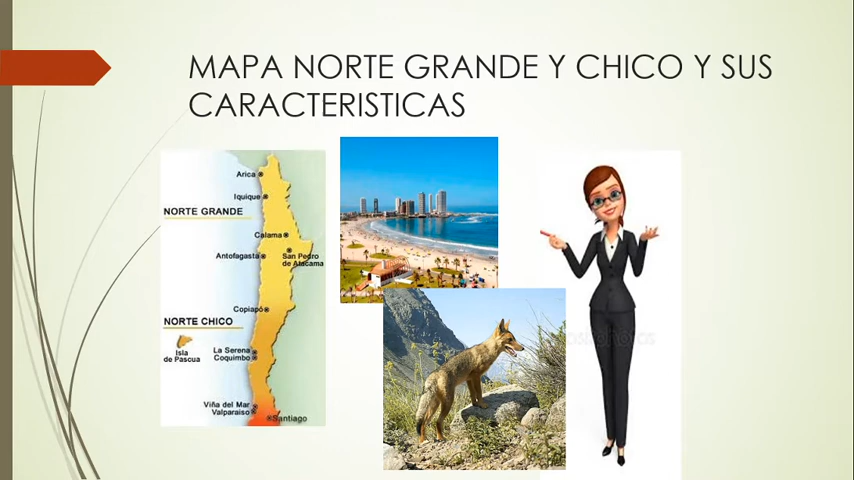 MAPA NORTE GRANDE Y CHICO Y SUS
CARACTERISTICAS
Arica
Iquique
NORTE GRANDE
Calama
Antofagasta
San Pedro
de Atacama
Copiapó
NORTE CHICO
Isla
de Pascua
La Serena
Coquimbo
Viña del Mar
Valparaiso
Santiago